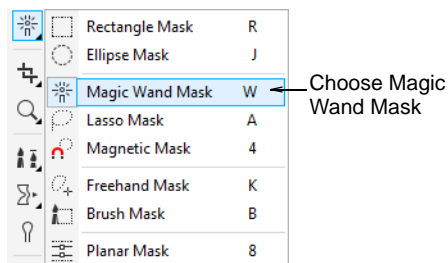 Rectangle Mask R
Ellipse Mask J
Magic Wand Mask W
Choose Magic
Wand Mask
Lasso Mask A
Magnetic Mask 4
Freehand Mask K
Brush Mask B
Planar Mask 8